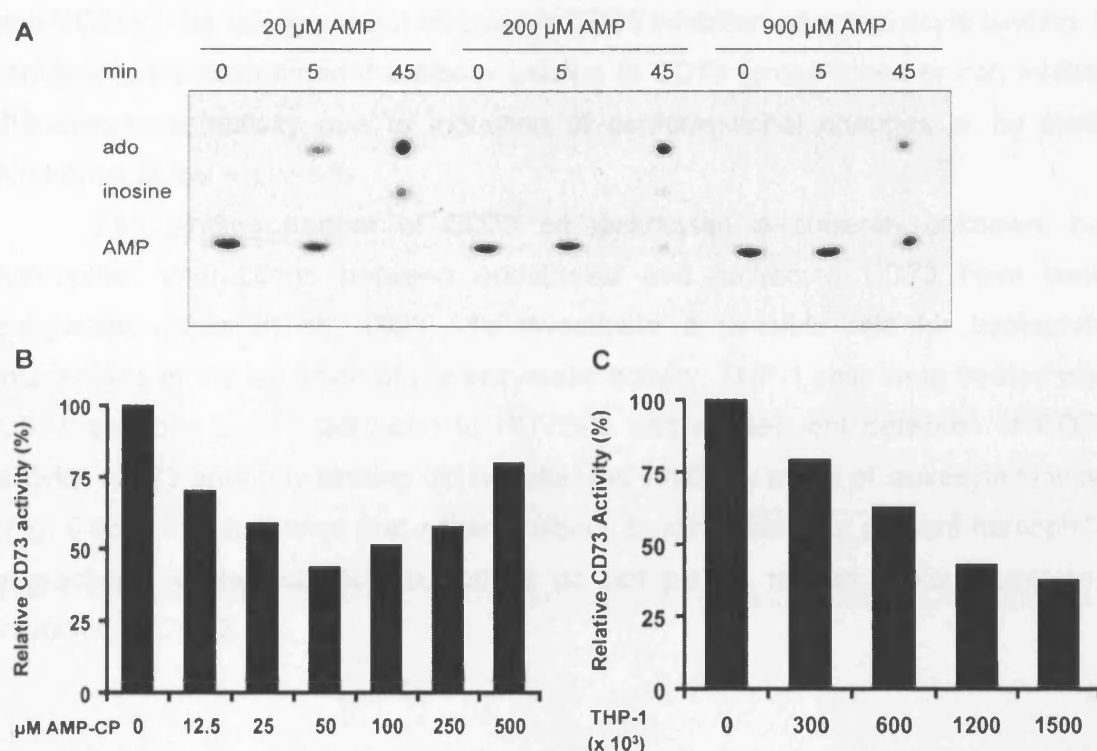 A
20 µM AMP 200 µM AMP 900 µM AMP
min 0 5 45 0 5 45 0 5 45
ado
inosine
AMP
B
Relative CD73 activity (%)
100
75
50
25
0
µM AMP-CP 0 12.5 25 50 100 250 500
C
Relative CD73 Activity (%)
100
75
50
25
0
THP-1 0 300 600 1200 1500
(x 10³)